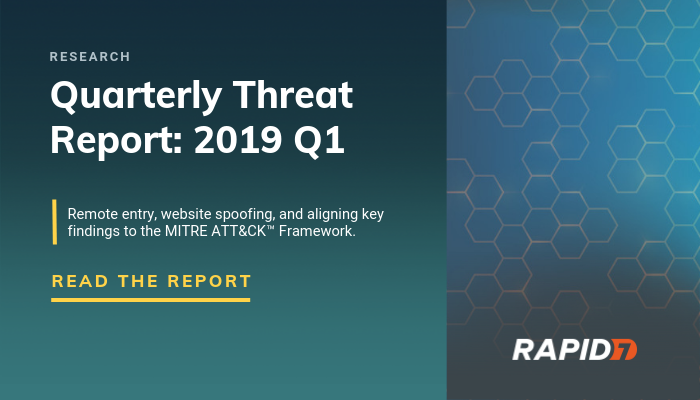 RESEARCH
Quarterly Threat
Report: 2019 Q1
Remote entry, website spoofing, and aligning key
findings to the MITRE ATT&CK™ Framework.
READ THE REPORT
RAPID7